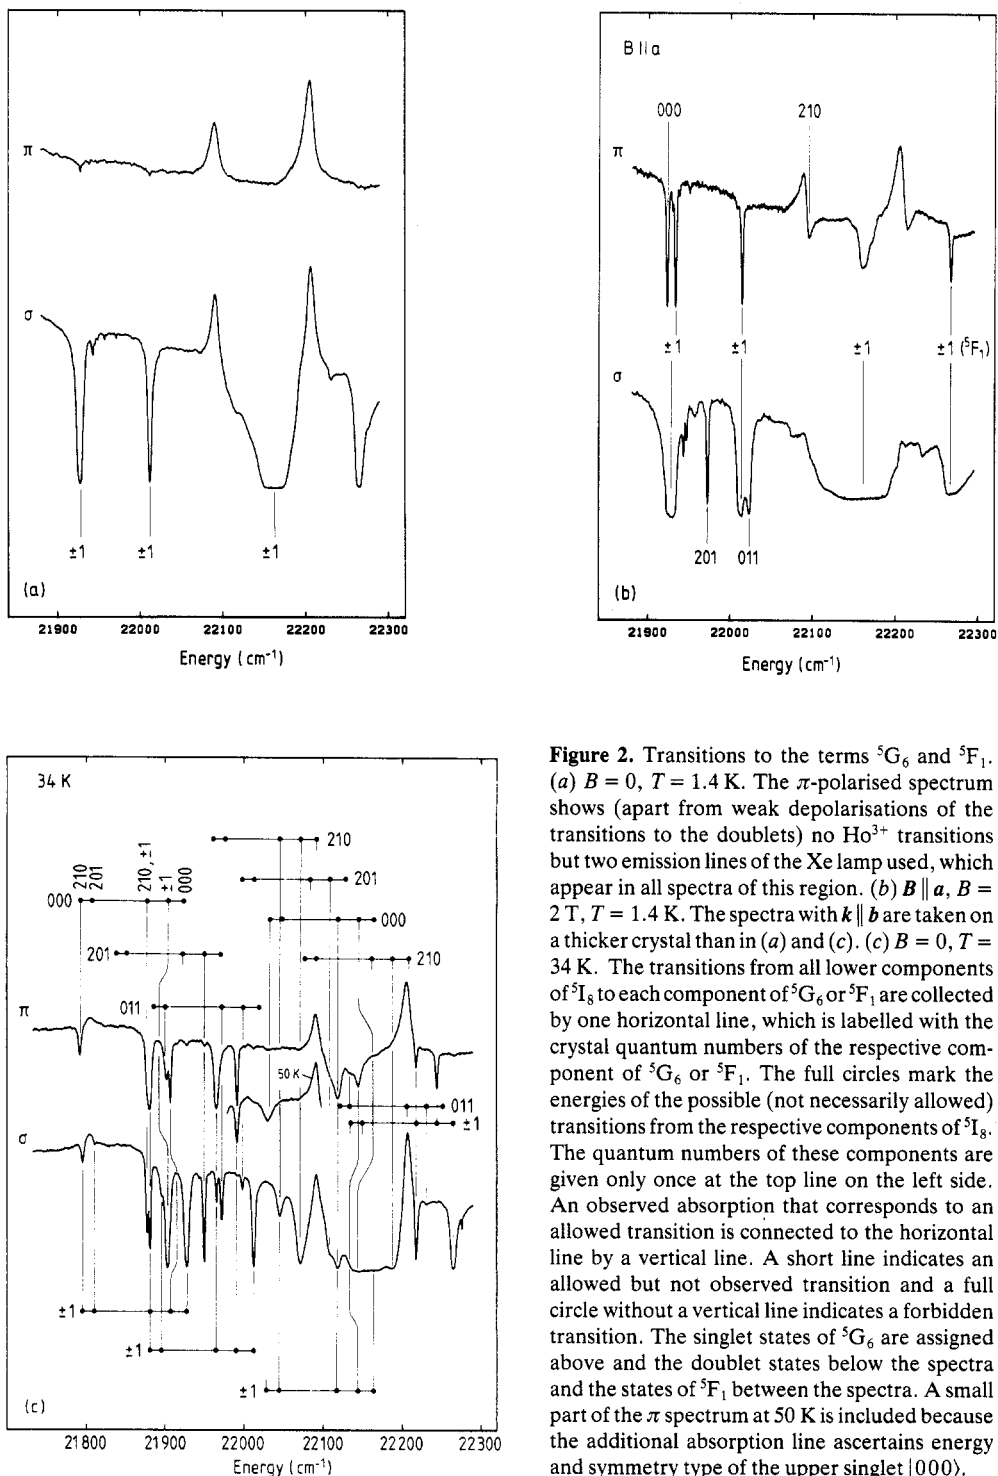 π
σ
±1 ±1 ±1
(a)
21900 22000 22100 22200 22300
Energy (cm⁻¹)
B II a
000 210
π
±1 ±1 ±1 ±1 (⁵F₁)
σ
201 011
(b)
21900 22000 22100 22200 22300
Energy (cm⁻¹)
34 K
210
210 201 210, ±1 ±1 000
201
000
000
201
210
011
π
50 K
011
±1
σ
±1
±1
±1
(c)
21800 21900 22000 22100 22200 22300
Energy (cm⁻¹)
Figure 2. Transitions to the terms ⁵G₆ and ⁵F₁.
(a) B = 0, T = 1.4 K. The π-polarised spectrum
shows (apart from weak depolarisations of the
transitions to the doublets) no Ho³⁺ transitions
but two emission lines of the Xe lamp used, which
appear in all spectra of this region. (b) B ∥ a, B =
2 T, T = 1.4 K. The spectra with k ∥ b are taken on
a thicker crystal than in (a) and (c). (c) B = 0, T =
34 K. The transitions from all lower components
of ⁵I₈ to each component of ⁵G₆ or ⁵F₁ are collected
by one horizontal line, which is labelled with the
crystal quantum numbers of the respective com-
ponent of ⁵G₆ or ⁵F₁. The full circles mark the
energies of the possible (not necessarily allowed)
transitions from the respective components of ⁵I₈.
The quantum numbers of these components are
given only once at the top line on the left side.
An observed absorption that corresponds to an
allowed transition is connected to the horizontal
line by a vertical line. A short line indicates an
allowed but not observed transition and a full
circle without a vertical line indicates a forbidden
transition. The singlet states of ⁵G₆ are assigned
above and the doublet states below the spectra
and the states of ⁵F₁ between the spectra. A small
part of the π spectrum at 50 K is included because
the additional absorption line ascertains energy
and symmetry type of the upper singlet |000⟩.